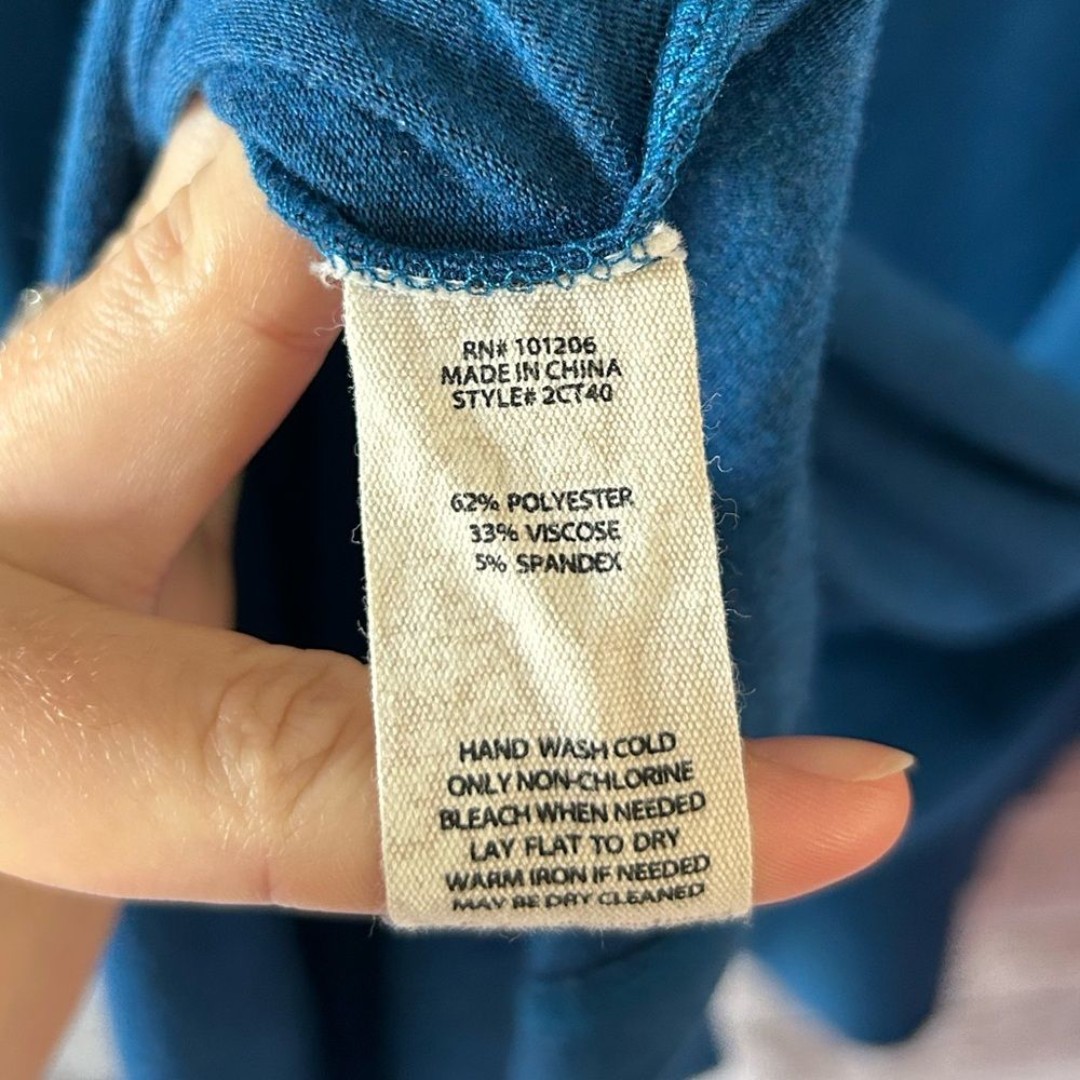 RN# 101206
MADE IN CHINA
STYLE# 2CT40
62% POLYESTER
33% VISCOSE
5% SPANDEX
HAND WASH COLD
ONLY NON-CHLORINE
BLEACH WHEN NEEDED
LAY FLAT TO DRY
WARM IRON IF NEEDED
MAY BE DRY CLEANED